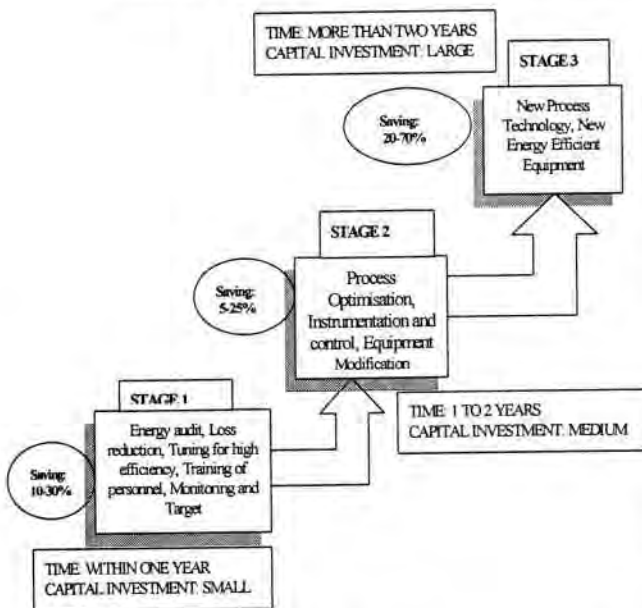 TIME: MORE THAN TWO YEARS
CAPITAL INVESTMENT: LARGE
STAGE 3
Saving:
20-70%
New Process
Technology, New
Energy Efficient
Equipment
STAGE 2
Saving:
5-25%
Process
Optimisation,
Instrumentation and
control, Equipment
Modification
TIME: 1 TO 2 YEARS
CAPITAL INVESTMENT: MEDIUM
STAGE 1
Saving:
10-30%
Energy audit, Loss
reduction, Tuning for high
efficiency, Training of
personnel, Monitoring and
Target
TIME: WITHIN ONE YEAR
CAPITAL INVESTMENT: SMALL